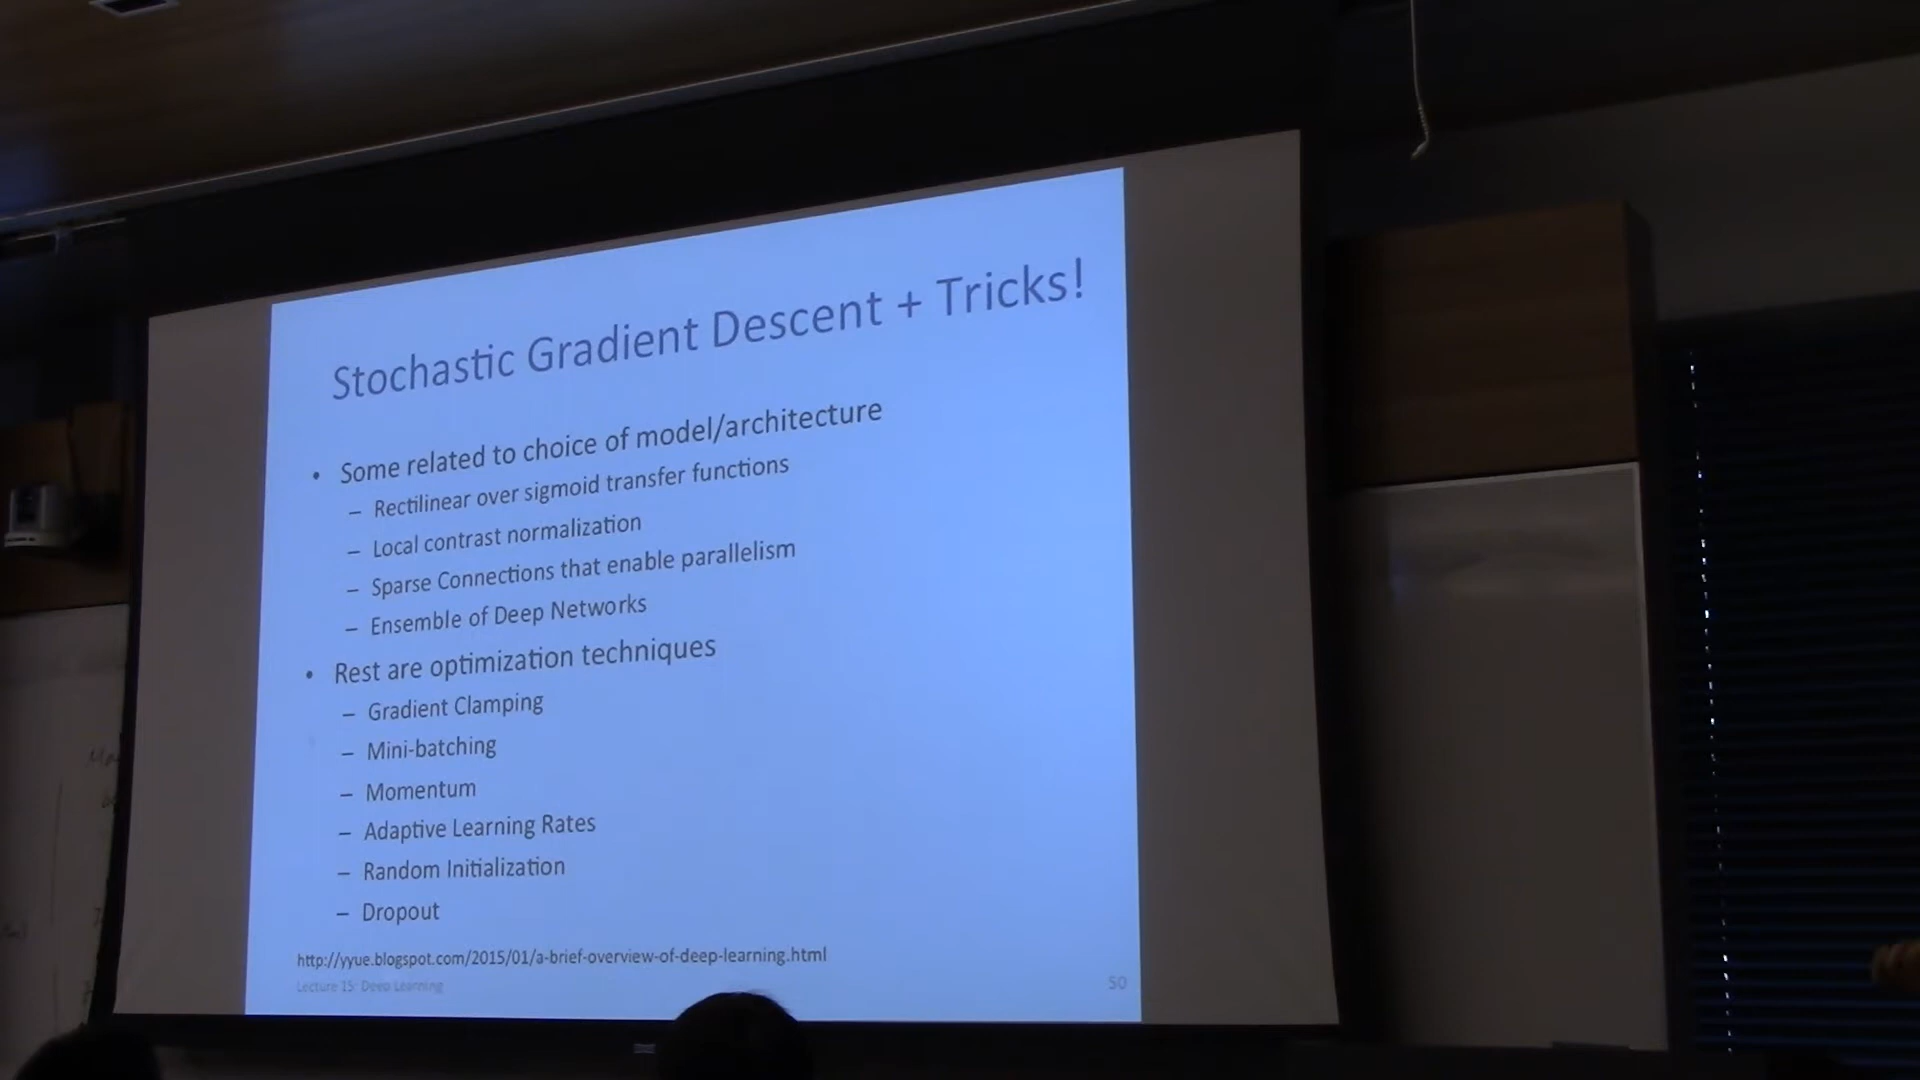 Stochastic Gradient Descent + Tricks!
• Some related to choice of model/architecture
– Rectilinear over sigmoid transfer functions
– Local contrast normalization
– Sparse Connections that enable parallelism
– Ensemble of Deep Networks
• Rest are optimization techniques
– Gradient Clamping
– Mini-batching
– Momentum
– Adaptive Learning Rates
– Random Initialization
– Dropout
http://yyue.blogspot.com/2015/01/a-brief-overview-of-deep-learning.html
Lecture 15: Deep Learning
50